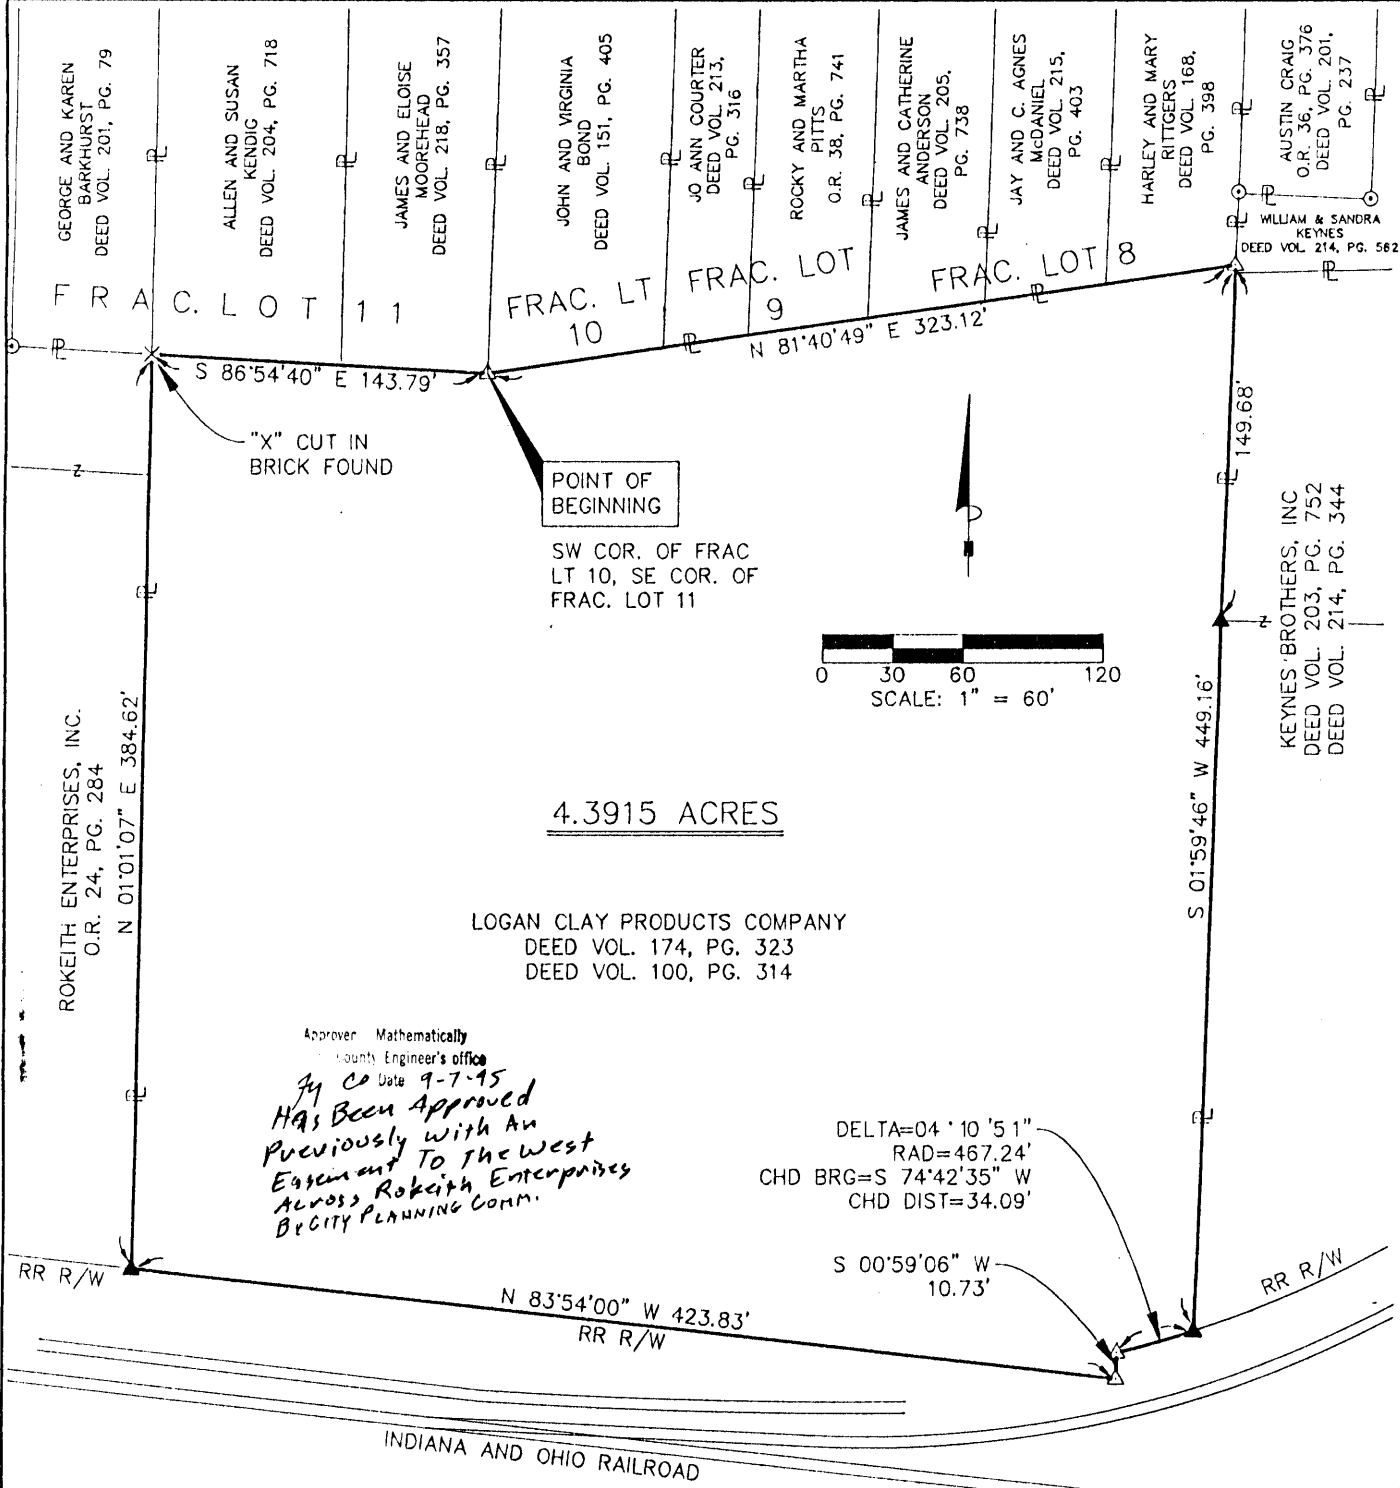 GEORGE AND KAREN
BARKHURST
DEED VOL. 201, PG. 79
ALLEN AND SUSAN
KENDIG
DEED VOL. 204, PG. 718
JAMES AND ELOISE
MOOREHEAD
DEED VOL. 218, PG. 357
JOHN AND VIRGINIA
BOND
DEED VOL. 151, PG. 405
JO ANN COURTER
DEED VOL. 213,
PG. 316
ROCKY AND MARTHA
PITTS
O.R. 38, PG. 741
JAMES AND CATHERINE
ANDERSON
DEED VOL. 205,
PG. 738
JAY AND C. AGNES
McDANIEL
DEED VOL. 215,
PG. 403
HARLEY AND MARY
RITTGERS
DEED VOL. 168,
PG. 398
AUSTIN CRAIG
O.R. 36, PG. 376
DEED VOL. 201,
PG. 237
WILLIAM & SANDRA
KEYNES
DEED VOL. 214, PG. 562
FRAC. LOT 11
FRAC. LT
10
FRAC. LOT
9
FRAC. LOT 8
S 86°54'40" E 143.79'
N 81°40'49" E 323.12'
"X" CUT IN
BRICK FOUND
POINT OF
BEGINNING
SW COR. OF FRAC
LT 10, SE COR. OF
FRAC. LOT 11
149.68'
KEYNES BROTHERS, INC
DEED VOL. 203, PG. 752
DEED VOL. 214, PG. 344
0 30 60 120
SCALE: 1" = 60'
S 01°59'46" W 449.16'
ROKEITH ENTERPRISES, INC.
O.R. 24, PG. 284
N 01°01'07" E 384.62'
4.3915 ACRES
LOGAN CLAY PRODUCTS COMPANY
DEED VOL. 174, PG. 323
DEED VOL. 100, PG. 314
Mathematically
County Engineer's office
Date 9-7-95
Has Been Approved
Previously with An
Easement To The West
Across Rokeith Enterprises
By CITY PLANNING COMM.
DELTA=04°10'51"
RAD=467.24'
CHD BRG=S 74°42'35" W
CHD DIST=34.09'
S 00°59'06" W
10.73'
RR R/W
N 83°54'00" W 423.83'
RR R/W
RR R/W
INDIANA AND OHIO RAILROAD